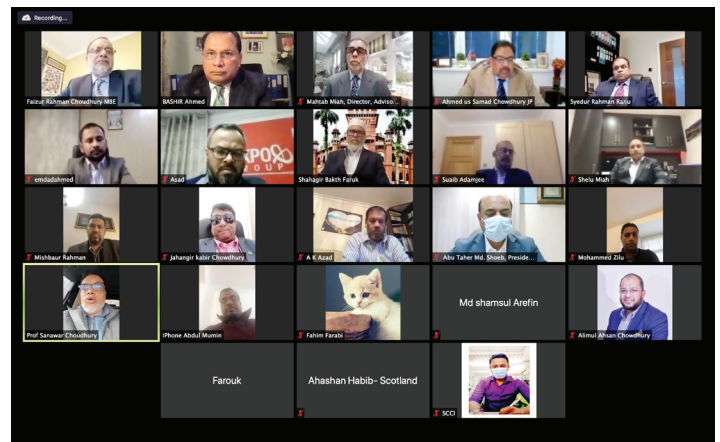 Recording...
Faizur Rahman Choudhury MBE
BASHIR Ahmed
Mahtab Miah, Director, Adviso...
Ahmed us Samad Chowdhury JP
Syedur Rahman Ranu
emdadahmed
Asad
XPO
ROUP
Shahagir Bakth Faruk
Suaib Adamjee
Shelu Miah
Mishbaur Rahman
Jahangir kabir Chowdhury
A K Azad
Abu Taher Md. Shoeb, Preside...
Mohammed Zilu
Prof Sanawar Choudhury
iPhone Abdul Mumin
Fahim Farabi
Md shamsul Arefin
Alimul Ahsan Chowdhury
Farouk
Ahashan Habib- Scotland
SCCI